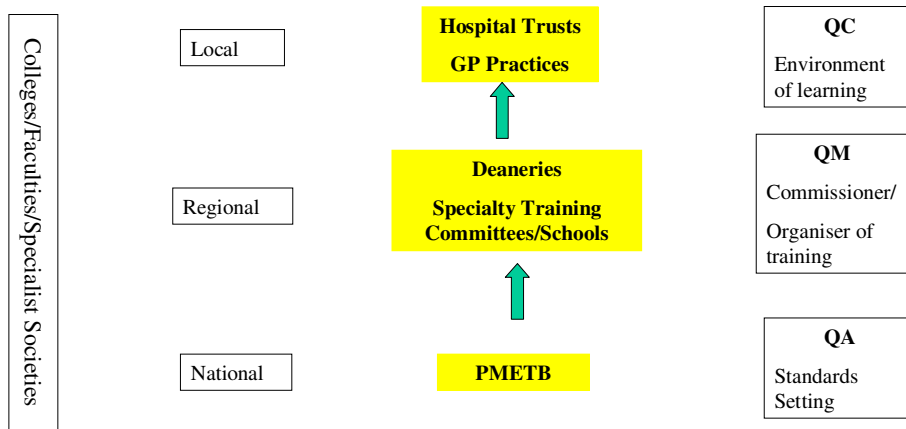 Colleges/Faculties/Specialist Societies
Local
Hospital Trusts
GP Practices
QC
Environment
of learning
Regional
Deaneries
Specialty Training
Committees/Schools
QM
Commissioner/
Organiser of
training
National
PMETB
QA
Standards
Setting